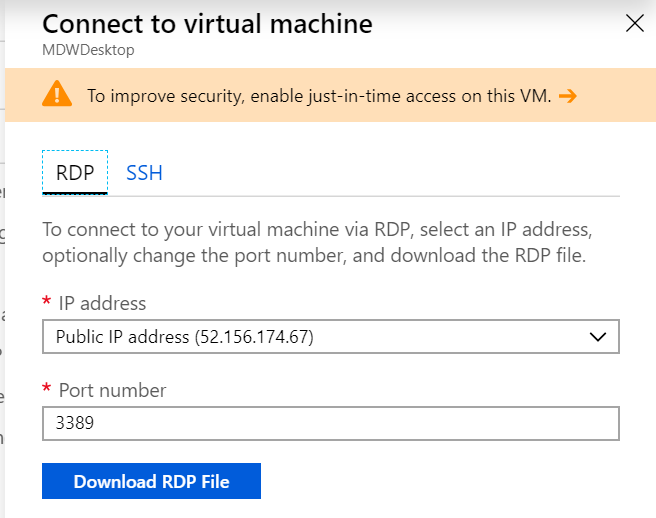 Connect to virtual machine
MDWDesktop
To improve security, enable just-in-time access on this VM. →
RDP SSH
To connect to your virtual machine via RDP, select an IP address,
optionally change the port number, and download the RDP file.
* IP address
Public IP address (52.156.174.67)
* Port number
3389
Download RDP File